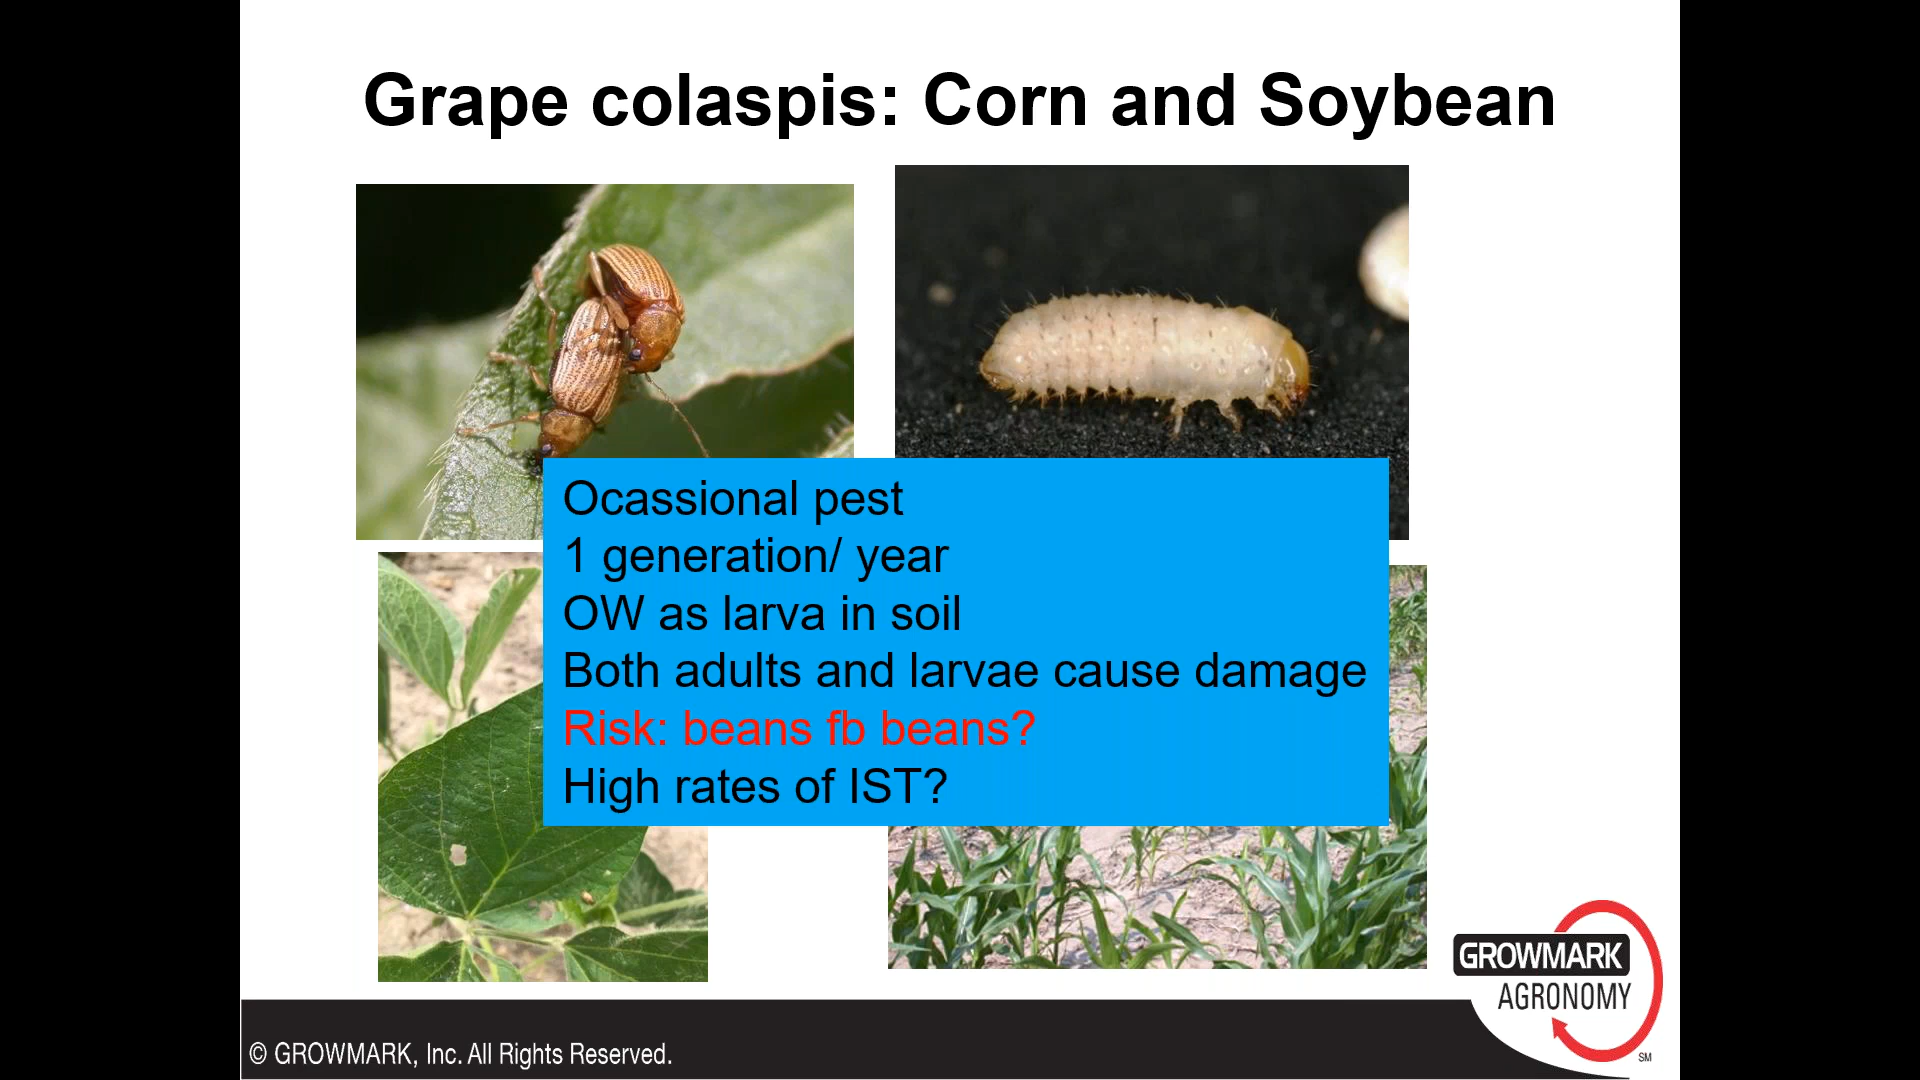 Grape colaspis: Corn and Soybean
Ocassional pest
1 generation/ year
OW as larva in soil
Both adults and larvae cause damage
Risk: beans fb beans?
High rates of IST?
GROWMARK
AGRONOMY
SM
© GROWMARK, Inc. All Rights Reserved.